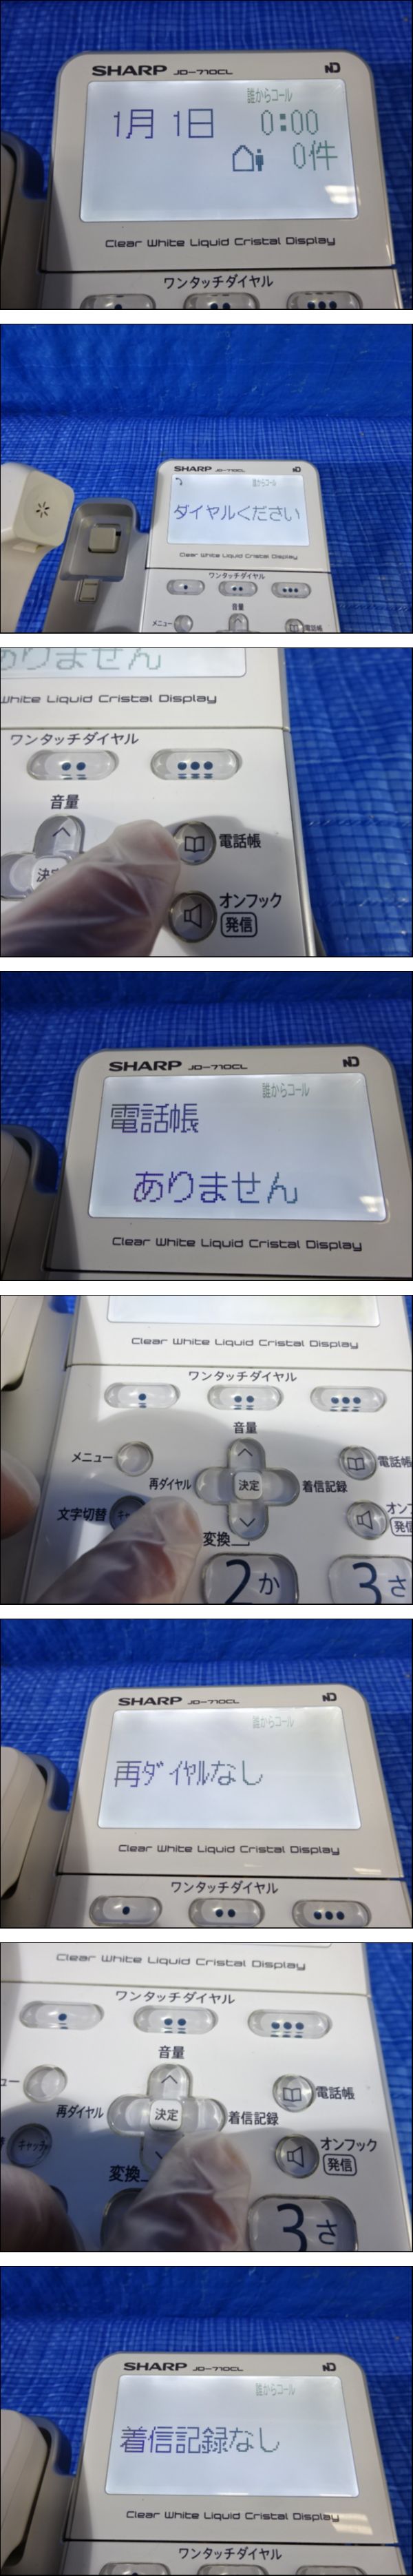 SHARP JD-710CL
誰からコール
1月 1日 0:00
0件
Clear White Liquid Cristal Display
ワンタッチダイヤル
SHARP JD-710CL
誰からコール
ダイヤルください
Clear White Liquid Cristal Display
ワンタッチダイヤル
音量
メニュー
電話帳
ありません
White Liquid Cristal Display
ワンタッチダイヤル
音量
電話帳
決定
オンフック
発信
SHARP JD-710CL
誰からコール
電話帳
ありません
Clear White Liquid Cristal Display
Clear White Liquid Cristal Display
ワンタッチダイヤル
音量
メニュー
電話帳
再ダイヤル 決定 着信記録
文字切替 キャ
オンフ
発信
変換
2か 3さ
SHARP JD-710CL
誰からコール
再ダイヤルなし
Clear White Liquid Cristal Display
ワンタッチダイヤル
Clear White Liquid Cristal Display
ワンタッチダイヤル
音量
ュー
電話帳
再ダイヤル 決定 着信記録
キャッチ
オンフック
発信
変換
3さ
SHARP JD-710CL
誰からコール
着信記録なし
Clear White Liquid Cristal Display
ワンタッチダイヤル